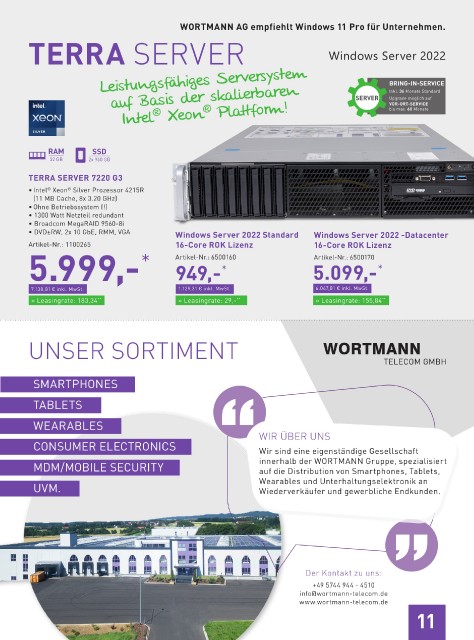 WORTMANN AG empfiehlt Windows 11 Pro für Unternehmen.
TERRA SERVER
Windows Server 2022
Leistungsfähiges Serversystem
auf Basis der skalierbaren
Intel® Xeon® Plattform!
BRING-IN-SERVICE
Inkl. 36 Monate Standard
Upgrade möglich auf
VOR-ORT-SERVICE
bis max. 60 Monate
SERVER
intel.
XEON
SILVER
RAM
32 GB
SSD
2x 960 GB
TERRA SERVER 7220 G3
• Intel® Xeon® Silver Prozessor 4215R
(11 MB Cache, 8x 3.20 GHz)
• Ohne Betriebssystem (!)
• 1300 Watt Netzteil redundant
• Broadcom MegaRAID 9560-8i
• DVD±RW, 2x 10 GbE, RMM, VGA
Artikel-Nr.: 1100265
5.999,-*
7.138,81 € inkl. MwSt.
» Leasingrate: 183,34**
Windows Server 2022 Standard
16-Core ROK Lizenz
Artikel-Nr.: 6500160
949,-*
1.129,31 € inkl. MwSt.
» Leasingrate: 29,-**
Windows Server 2022 -Datacenter
16-Core ROK Lizenz
Artikel-Nr.: 6500170
5.099,-*
6.067,81 € inkl. MwSt.
» Leasingrate: 155,84**
UNSER SORTIMENT
WORTMANN
TELECOM GMBH
SMARTPHONES
TABLETS
WEARABLES
CONSUMER ELECTRONICS
MDM/MOBILE SECURITY
UVM.
WIR ÜBER UNS
Wir sind eine eigenständige Gesellschaft
innerhalb der WORTMANN Gruppe, spezialisiert
auf die Distribution von Smartphones, Tablets,
Wearables und Unterhaltungselektronik an
Wiederverkäufer und gewerbliche Endkunden.
Der Kontakt zu uns:
+49 5744 944 - 4510
info@wortmann-telecom.de
www.wortmann-telecom.de
11